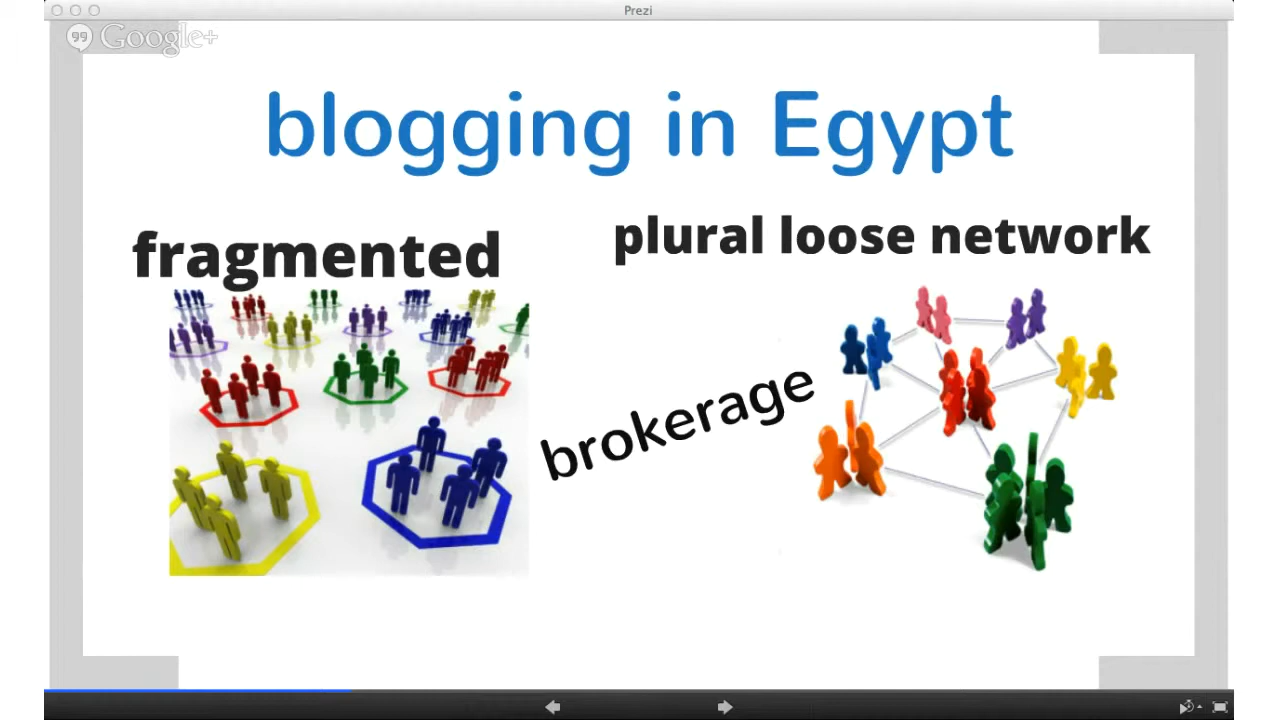 Prezi
Google+
blogging in Egypt
fragmented
plural loose network
brokerage